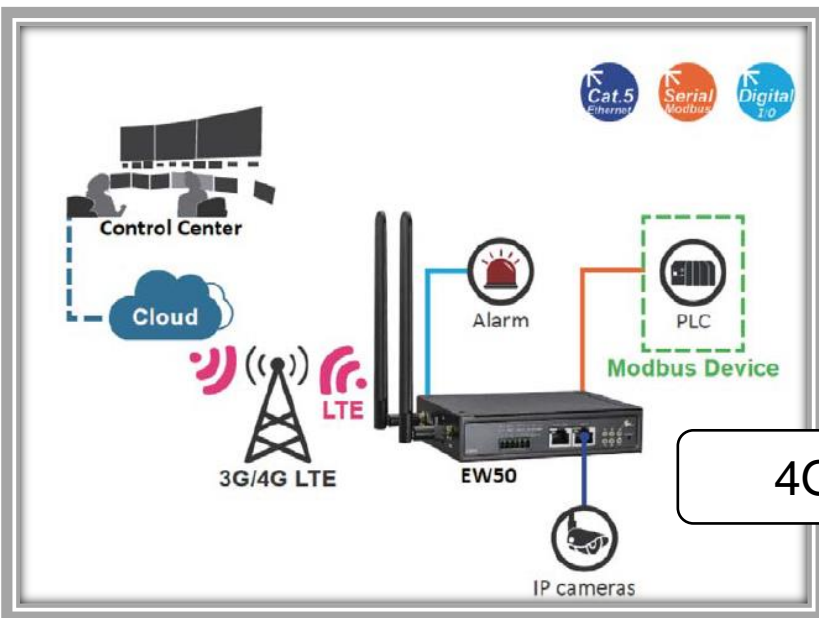 Cat.5
Ethernet
Serial
Modbus
Digital
I/O
Control Center
Cloud
Alarm
PLC
Modbus Device
LTE
3G/4G LTE
EW50
IP cameras